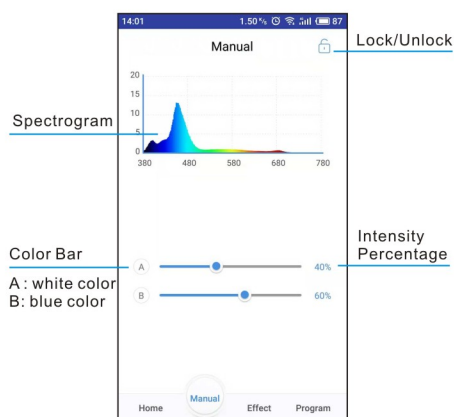 14:01
1.50% 87
Manual
Lock/Unlock
20
15
10
5
0
380 480 580 680 780
Spectrogram
Color Bar
A : white color
B: blue color
A 40%
B 60%
Intensity
Percentage
Home Manual Effect Program